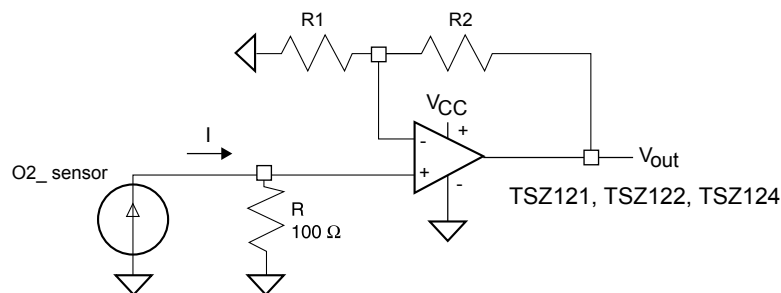 R1
R2
VCC
+
-
I
O2_ sensor
+
-
Vout
TSZ121, TSZ122, TSZ124
R
100 Ω